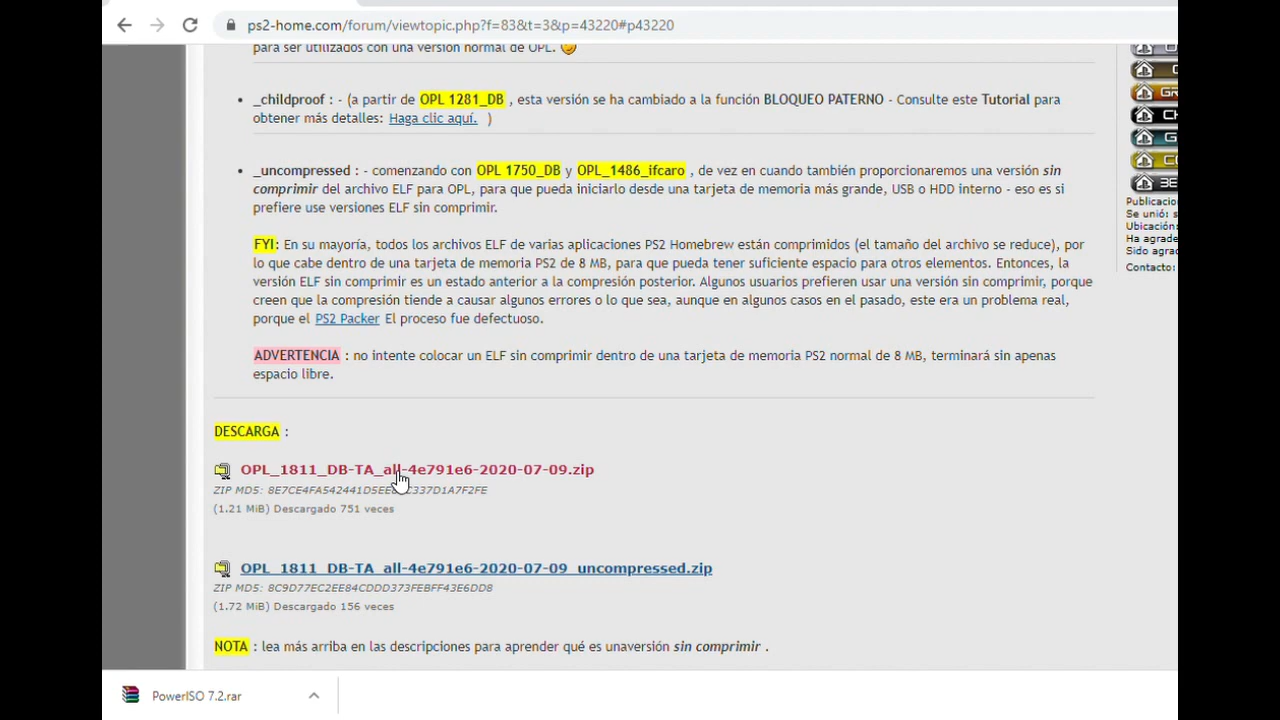 ps2-home.com/forum/viewtopic.php?f=83&t=3&p=43220#p43220
para ser utilizados con una versión normal de OPL.
_childproof : - (a partir de OPL 1281_DB , esta versión se ha cambiado a la función BLOQUEO PATERNO - Consulte este Tutorial para
obtener más detalles: Haga clic aquí. )
_uncompressed : - comenzando con OPL 1750_DB y OPL_1486_ifcaro , de vez en cuando también proporcionaremos una versión sin
comprimir del archivo ELF para OPL, para que pueda iniciarlo desde una tarjeta de memoria más grande, USB o HDD interno - eso es si
prefiere use versiones ELF sin comprimir.
FYI: En su mayoría, todos los archivos ELF de varias aplicaciones PS2 Homebrew están comprimidos (el tamaño del archivo se reduce), por
lo que cabe dentro de una tarjeta de memoria PS2 de 8 MB, para que pueda tener suficiente espacio para otros elementos. Entonces, la
versión ELF sin comprimir es un estado anterior a la compresión posterior. Algunos usuarios prefieren usar una versión sin comprimir, porque
creen que la compresión tiende a causar algunos errores o lo que sea, aunque en algunos casos en el pasado, este era un problema real,
porque el PS2 Packer El proceso fue defectuoso.
ADVERTENCIA : no intente colocar un ELF sin comprimir dentro de una tarjeta de memoria PS2 normal de 8 MB, terminará sin apenas
espacio libre.
DESCARGA :
OPL_1811_DB-TA_all-4e791e6-2020-07-09.zip
ZIP MD5:
(1.21 MiB) Descargado 751 veces
OPL_1811_DB-TA_all-4e791e6-2020-07-09_uncompressed.zip
ZIP MD5: 8C9D77EC2EE84CDDD373FEBFF43E6DD8
(1.72 MiB) Descargado 156 veces
NOTA : lea más arriba en las descripciones para aprender qué es unaversión sin comprimir .
Publicacio
Se unió: s
Ubicación:
Ha agrade
Sido agra
Contacto:
PowerISO 7.2.rar